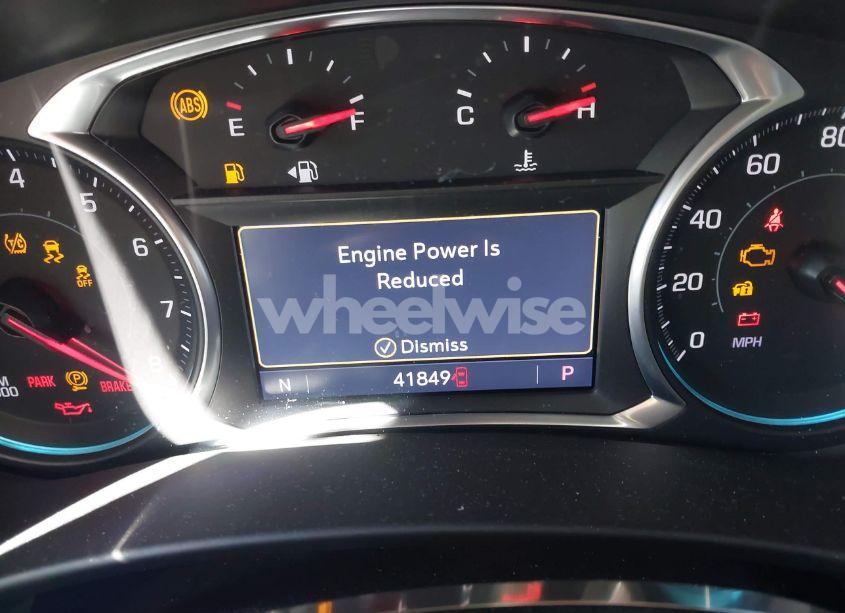 ABS
E F
C H
4 5 6 7 8
T/C
OFF
PARK
BRAKE
Engine Power Is
Reduced
wheelwise
Dismiss
N 41849 P
0 20 40 60 80
MPH